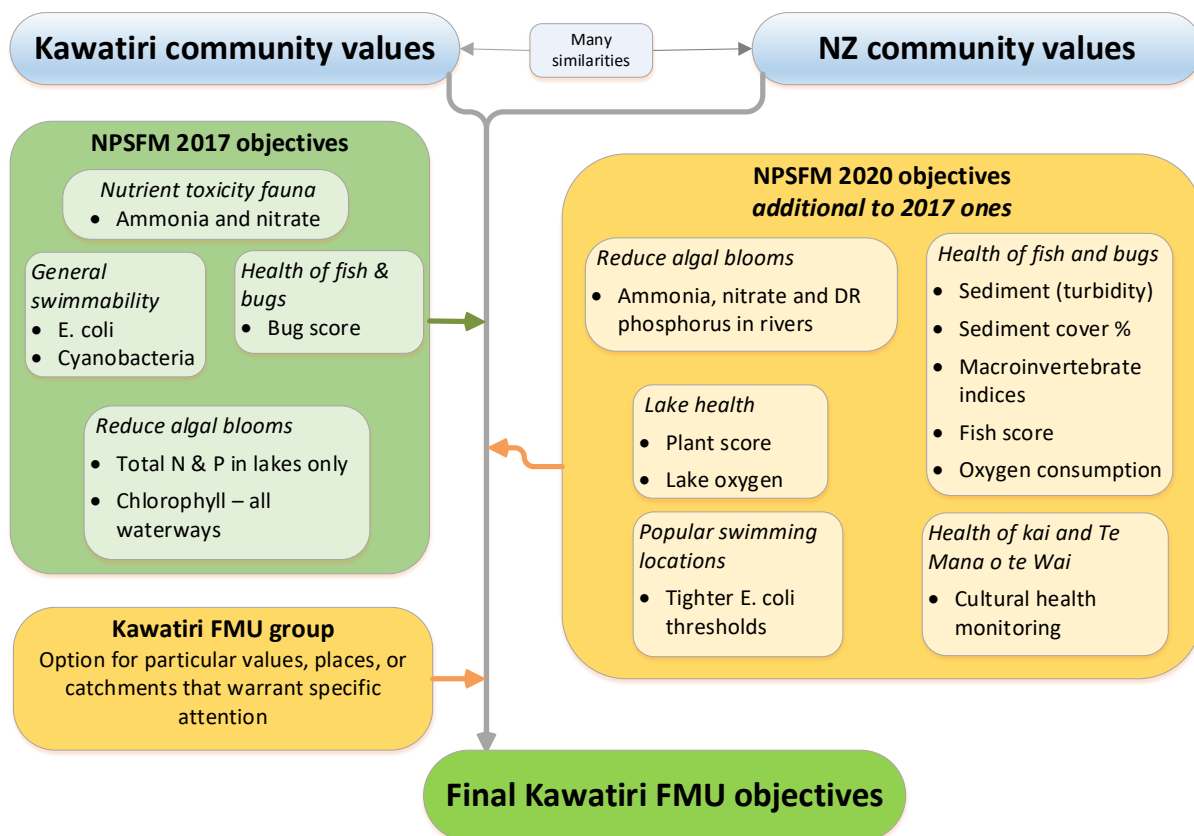 Kawatiri community values
Many
similarities
NZ community values
NPSFM 2017 objectives
Nutrient toxicity fauna
• Ammonia and nitrate
General
swimmability
• E. coli
• Cyanobacteria
Health of fish &
bugs
• Bug score
Reduce algal blooms
• Total N & P in lakes only
• Chlorophyll – all
waterways
NPSFM 2020 objectives
additional to 2017 ones
Reduce algal blooms
• Ammonia, nitrate and DR
phosphorus in rivers
Health of fish and bugs
• Sediment (turbidity)
• Sediment cover %
• Macroinvertebrate
indices
• Fish score
• Oxygen consumption
Lake health
• Plant score
• Lake oxygen
Popular swimming
locations
• Tighter E. coli
thresholds
Health of kai and Te
Mana o te Wai
• Cultural health
monitoring
Kawatiri FMU group
Option for particular values, places, or
catchments that warrant specific
attention
Final Kawatiri FMU objectives